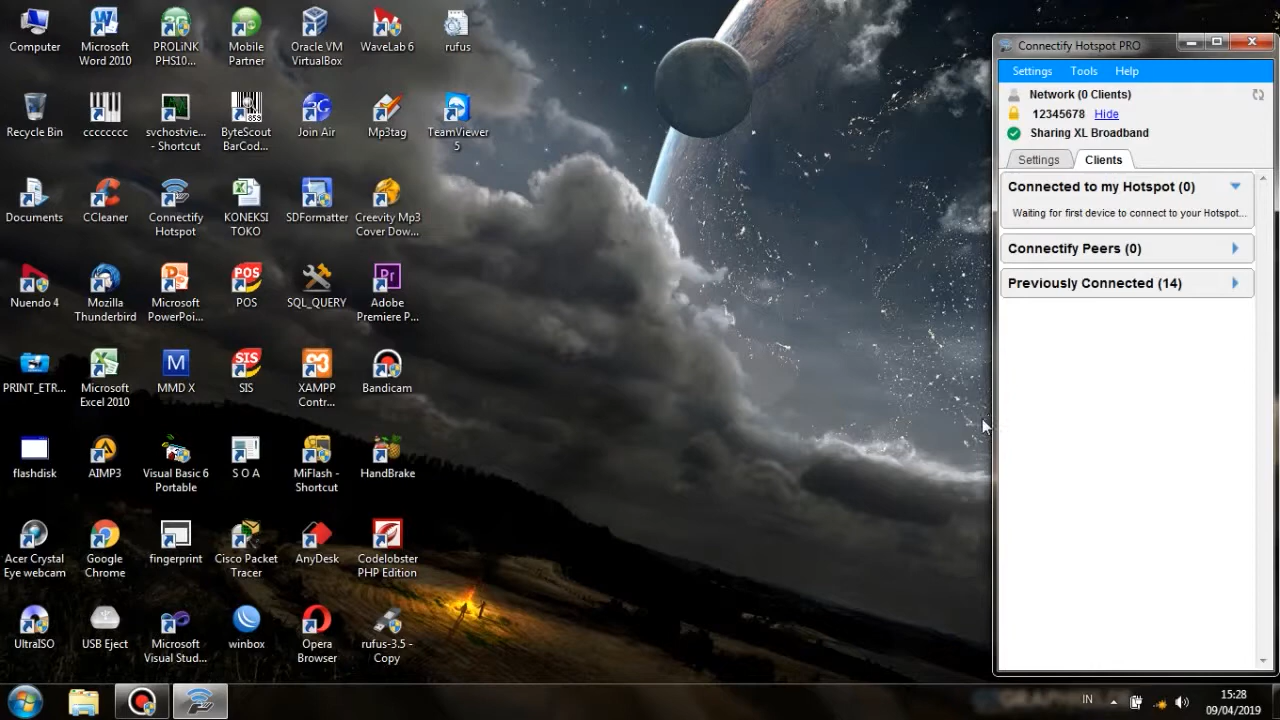 Computer
Microsoft
Word 2010
PROLiNK
PHS10...
Mobile
Partner
Oracle VM
VirtualBox
WaveLab 6
rufus
Recycle Bin
cccccccc
svchostvie...
- Shortcut
ByteScout
BarCod...
Join Air
Mp3tag
TeamViewer
5
Documents
CCleaner
Connectify
Hotspot
KONEKSI
TOKO
SDFormatter
Creevity Mp3
Cover Dow...
Nuendo 4
Mozilla
Thunderbird
Microsoft
PowerPoi...
POS
POS
SQL_QUERY
Pr
Adobe
Premiere P...
PRINT_ETR...
Microsoft
Excel 2010
M
MMD X
SIS
SIS
XAMPP
Contr...
Bandicam
flashdisk
AIMP3
Visual Basic 6
Portable
S O A
MiFlash -
Shortcut
HandBrake
Acer Crystal
Eye webcam
Google
Chrome
fingerprint
Cisco Packet
Tracer
AnyDesk
Codelobster
PHP Edition
UltraISO
USB Eject
Microsoft
Visual Stud...
winbox
Opera
Browser
rufus-3.5 -
Copy
Connectify Hotspot PRO
Settings Tools Help
Network (0 Clients)
12345678 Hide
Sharing XL Broadband
Settings Clients
Connected to my Hotspot (0)
Waiting for first device to connect to your Hotspot...
Connectify Peers (0)
Previously Connected (14)
IN
15:28
09/04/2019